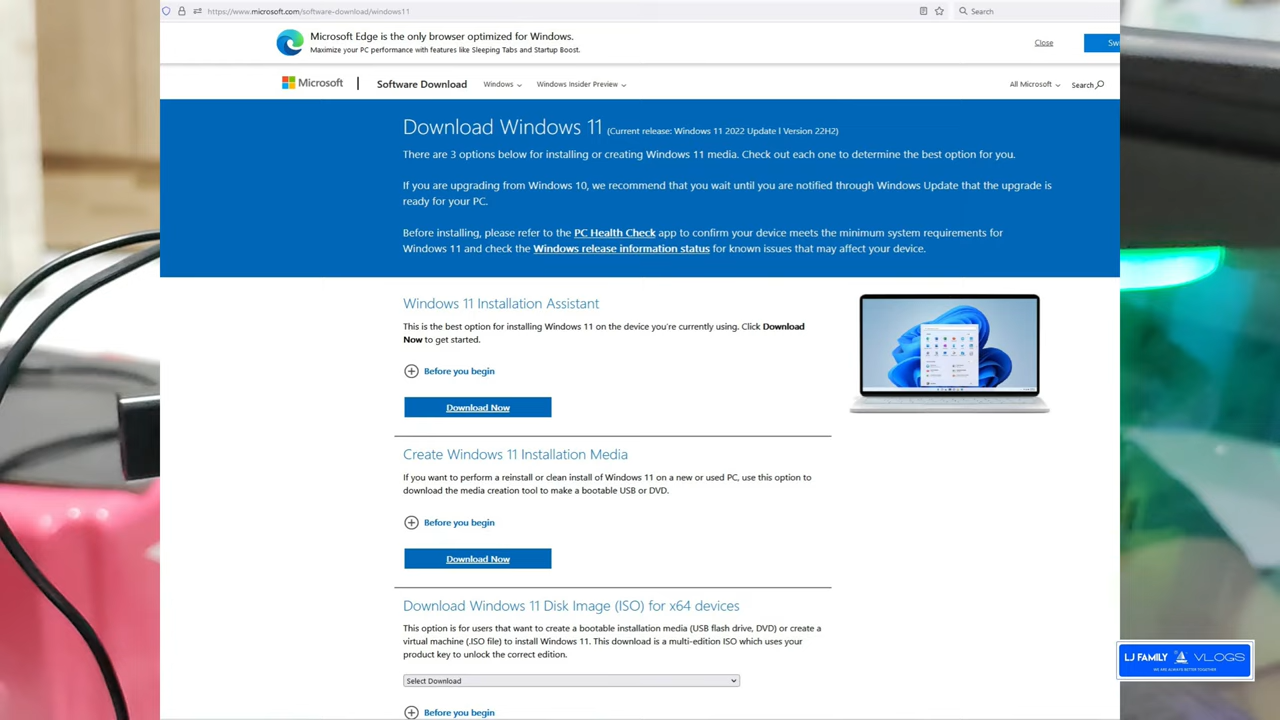 https://www.microsoft.com/software-download/windows11
Search
Microsoft Edge is the only browser optimized for Windows.
Maximize your PC performance with features like Sleeping Tabs and Startup Boost.
Close
Sw
Microsoft
Software Download
Windows
Windows Insider Preview
All Microsoft
Search
Download Windows 11 (Current release: Windows 11 2022 Update l Version 22H2)
There are 3 options below for installing or creating Windows 11 media. Check out each one to determine the best option for you.
If you are upgrading from Windows 10, we recommend that you wait until you are notified through Windows Update that the upgrade is
ready for your PC.
Before installing, please refer to the PC Health Check app to confirm your device meets the minimum system requirements for
Windows 11 and check the Windows release information status for known issues that may affect your device.
Windows 11 Installation Assistant
This is the best option for installing Windows 11 on the device you're currently using. Click Download
Now to get started.
Before you begin
Download Now
Create Windows 11 Installation Media
If you want to perform a reinstall or clean install of Windows 11 on a new or used PC, use this option to
download the media creation tool to make a bootable USB or DVD.
Before you begin
Download Now
Download Windows 11 Disk Image (ISO) for x64 devices
This option is for users that want to create a bootable installation media (USB flash drive, DVD) or create a
virtual machine (.ISO file) to install Windows 11. This download is a multi-edition ISO which uses your
product key to unlock the correct edition.
Select Download
Before you begin
LJ FAMILY VLOGS
WE ARE ALWAYS BETTER TOGETHER